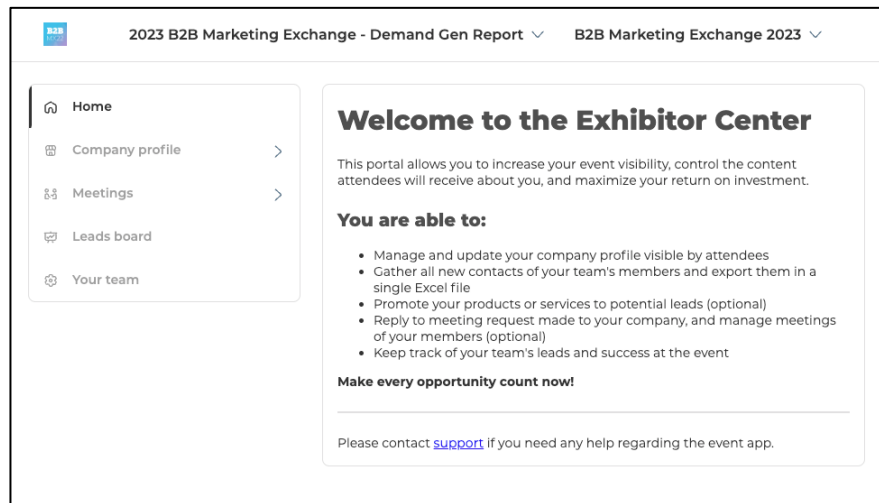 B2B
2023 B2B Marketing Exchange - Demand Gen Report
B2B Marketing Exchange 2023
Home
Company profile
Meetings
Leads board
Your team
Welcome to the Exhibitor Center
This portal allows you to increase your event visibility, control the content
attendees will receive about you, and maximize your return on investment.
You are able to:
• Manage and update your company profile visible by attendees
• Gather all new contacts of your team's members and export them in a
single Excel file
• Promote your products or services to potential leads (optional)
• Reply to meeting request made to your company, and manage meetings
of your members (optional)
• Keep track of your team's leads and success at the event
Make every opportunity count now!
Please contact support if you need any help regarding the event app.